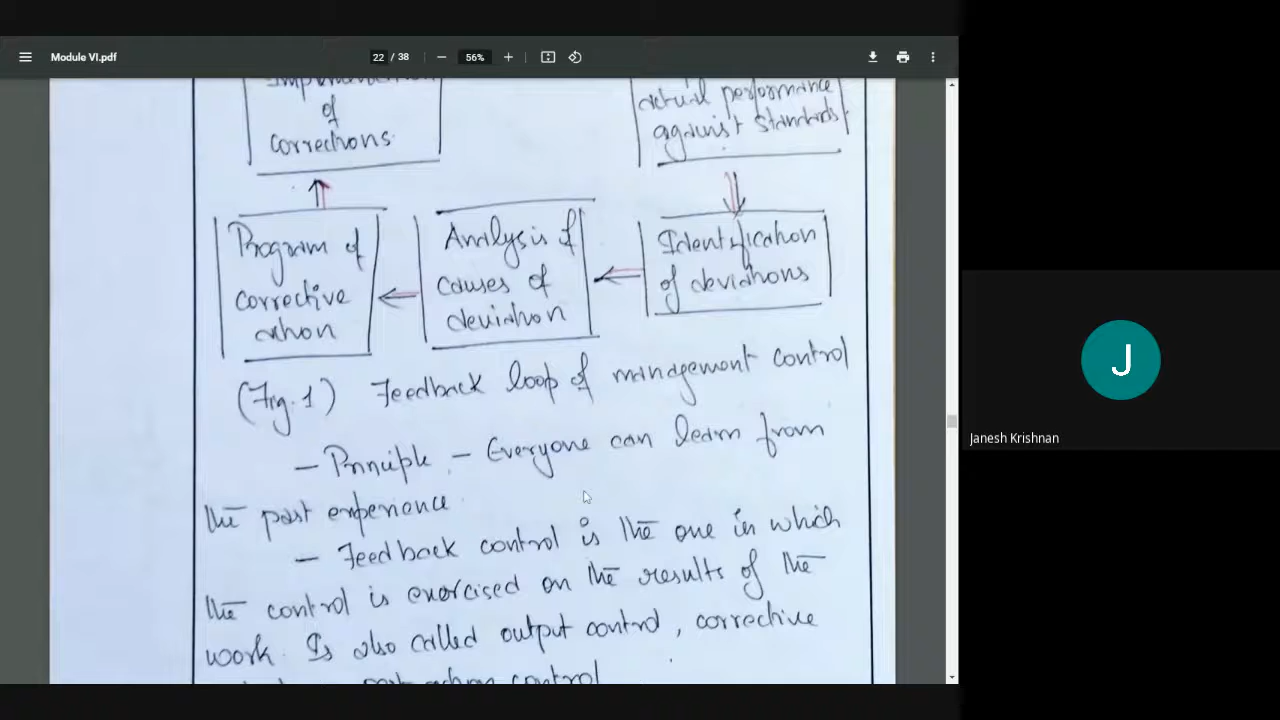 Module VI.pdf
22 / 38
56%
of
corrections
actual performance
against standards
Program of
corrective
action
Analysis of
causes of
deviation
Identification
of deviations
(Fig. 1) Feedback loop of management control
– Principle – Everyone can learn from
the past experience.
– Feedback control is the one in which
the control is exercised on the results of the
work. Is also called output control, corrective
post action control
J
Janesh Krishnan